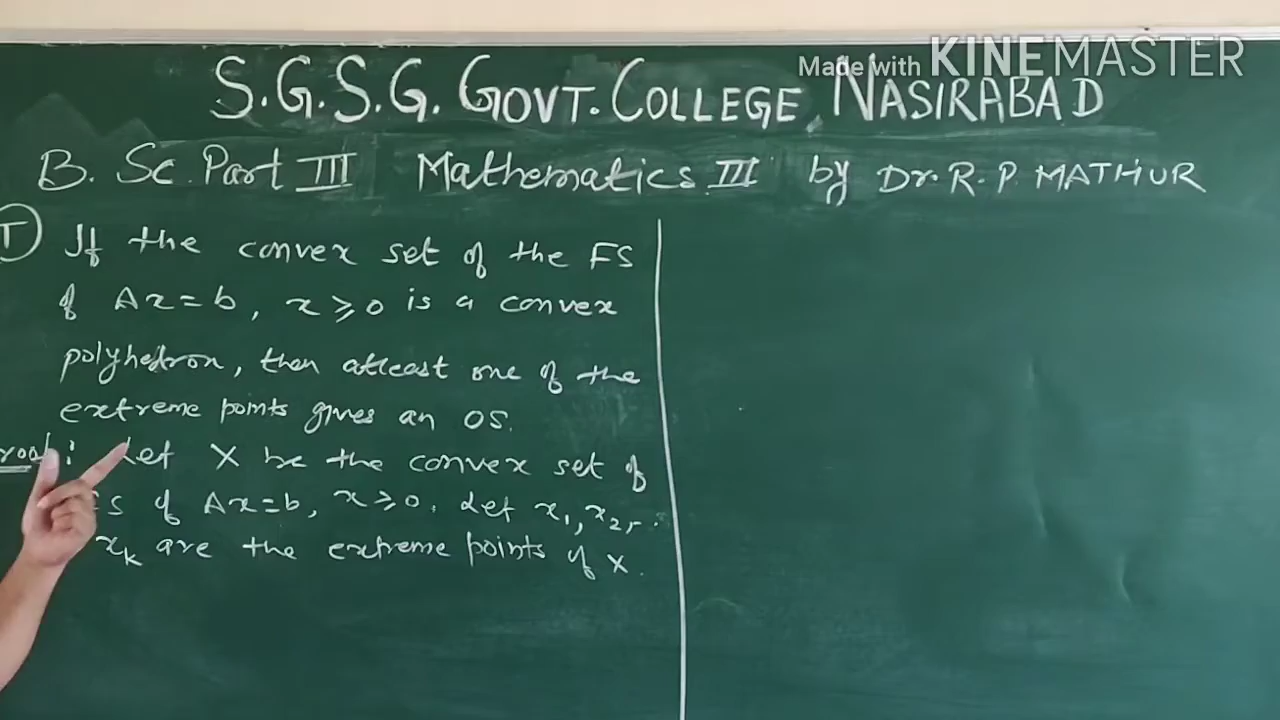 Made with KINEMASTER
S.G.S.G. GOVT. COLLEGE, NASIRABAD
B. Sc. Part III Mathematics III by Dr. R. P. MATHUR
T If the convex set of the FS
of Ax = b, x ≥ 0 is a convex
polyhedron, then atleast one of the
extreme points gives an OS.
Let X be the convex set of
of Ax = b, x ≥ 0. Let x₁, x₂, ..
xₖ are the extreme points of X.